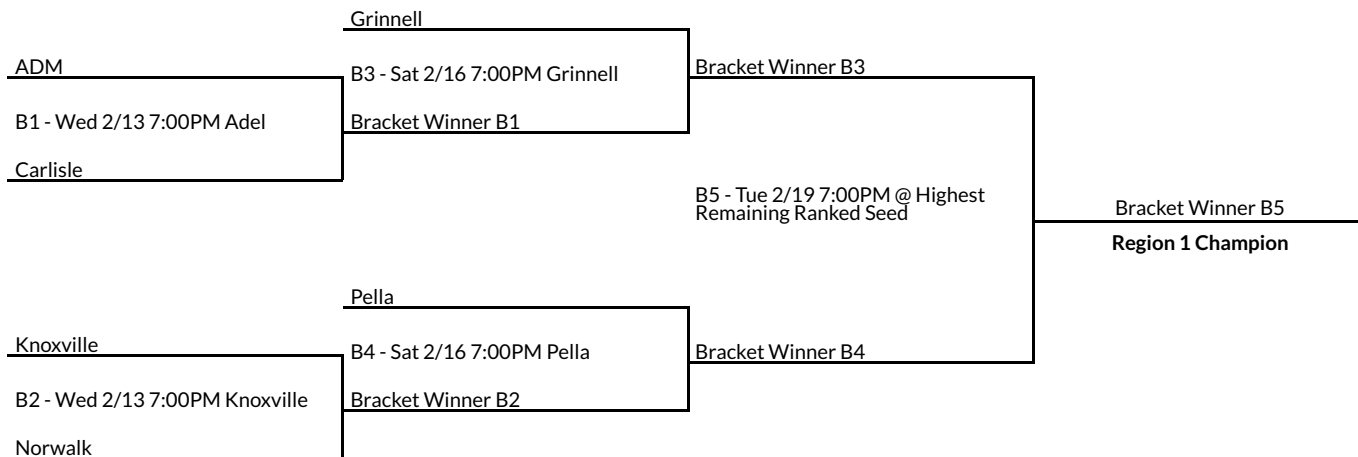 Grinnell
ADM
B3 - Sat 2/16 7:00PM Grinnell
Bracket Winner B3
B1 - Wed 2/13 7:00PM Adel
Bracket Winner B1
Carlisle
B5 - Tue 2/19 7:00PM @ Highest
Remaining Ranked Seed
Bracket Winner B5
Region 1 Champion
Pella
Knoxville
B4 - Sat 2/16 7:00PM Pella
Bracket Winner B4
B2 - Wed 2/13 7:00PM Knoxville
Bracket Winner B2
Norwalk